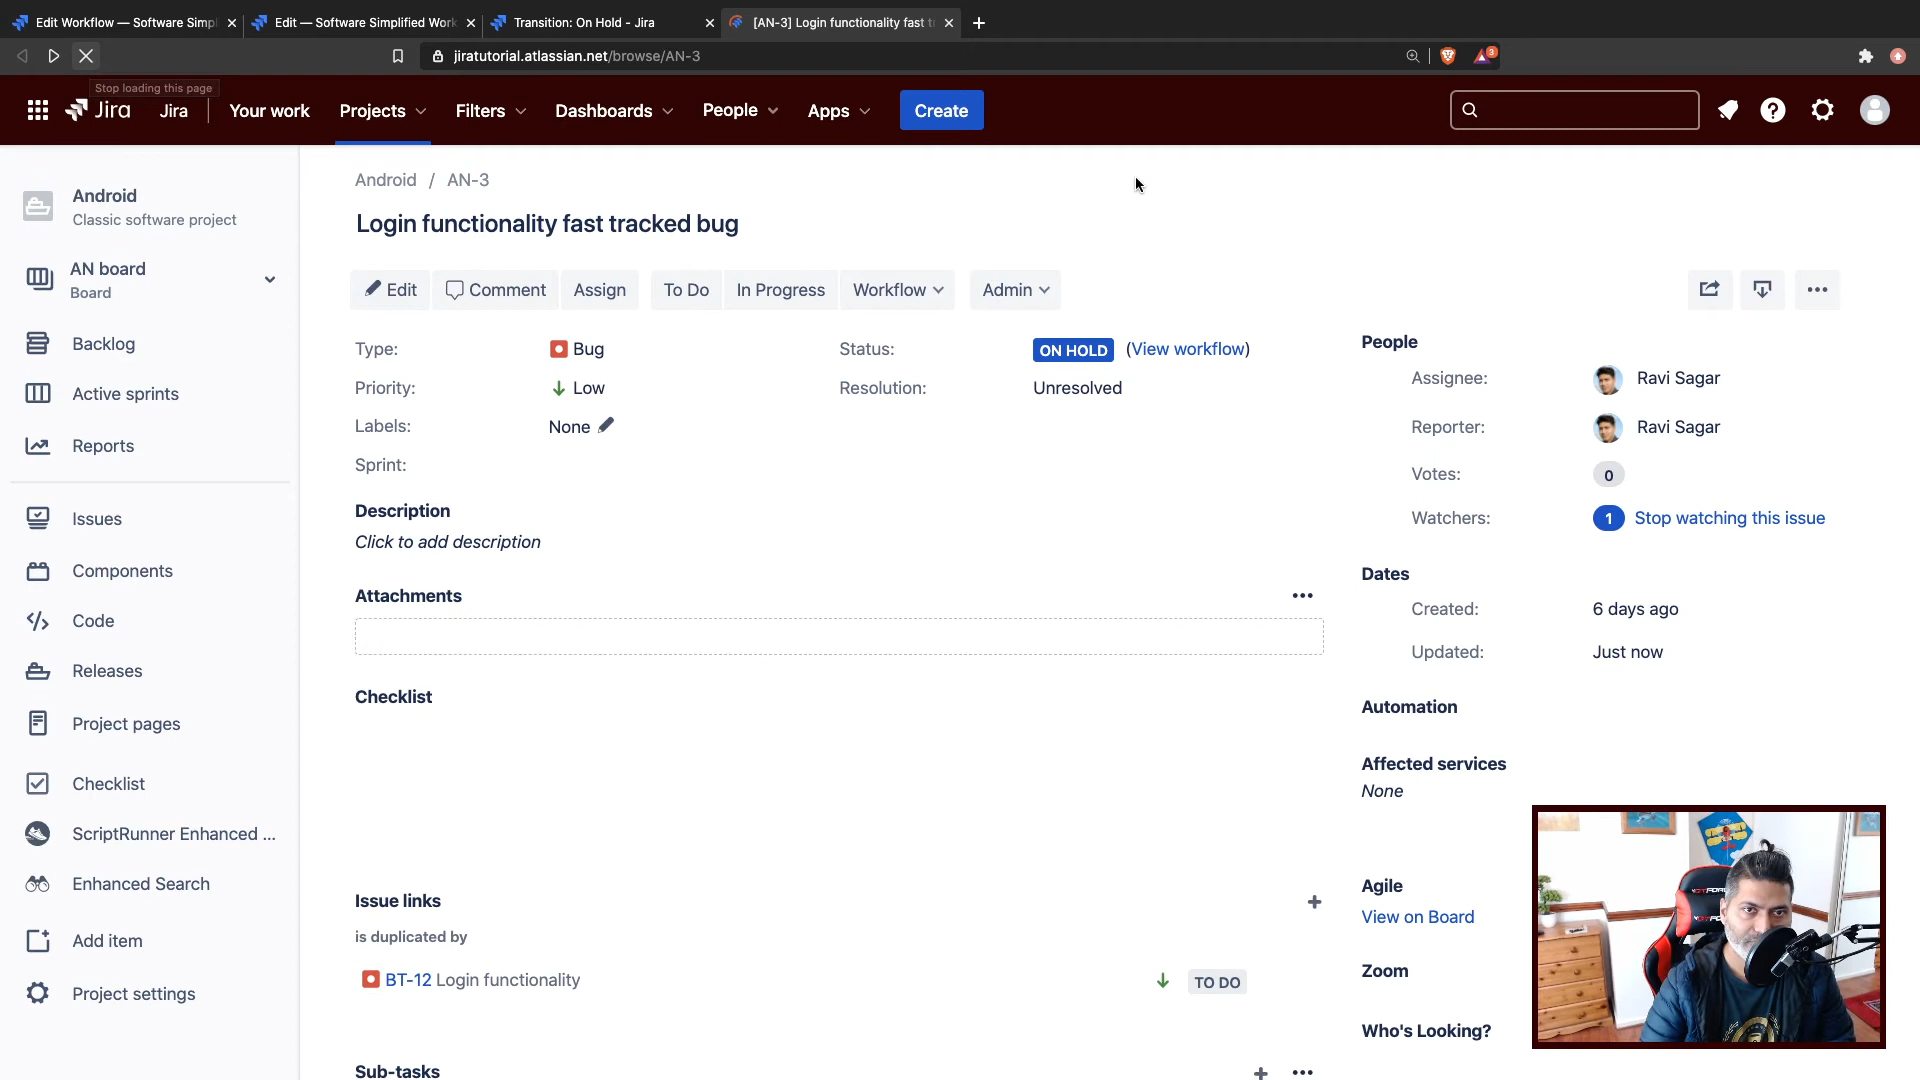 Edit Workflow — Software Simpl
Edit — Software Simplified Work
Transition: On Hold - Jira
[AN-3] Login functionality fast t
jiratutorial.atlassian.net/browse/AN-3
3
Stop loading this page
Jira
Jira
Your work
Projects
Filters
Dashboards
People
Apps
Create
Android
Classic software project
AN board
Board
Backlog
Active sprints
Reports
Issues
Components
Code
Releases
Project pages
Checklist
ScriptRunner Enhanced ...
Enhanced Search
Add item
Project settings
Android / AN-3
Login functionality fast tracked bug
Edit
Comment
Assign
To Do
In Progress
Workflow
Admin
Type: Bug
Status: ON HOLD (View workflow)
Priority: Low
Resolution: Unresolved
Labels: None
Sprint:
Description
Click to add description
Attachments
Checklist
Issue links
is duplicated by
BT-12 Login functionality
TO DO
Sub-tasks
People
Assignee: Ravi Sagar
Reporter: Ravi Sagar
Votes: 0
Watchers: 1 Stop watching this issue
Dates
Created: 6 days ago
Updated: Just now
Automation
Affected services
None
Agile
View on Board
Zoom
Who's Looking?